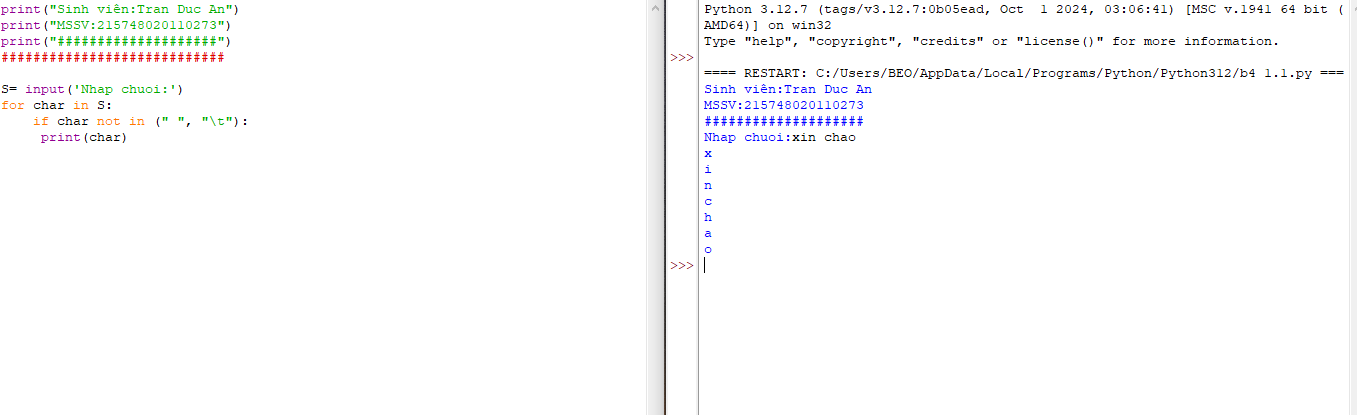 print("Sinh viên:Tran Duc An")
print("MSSV:215748020110273")
print("####################")
############################
S= input('Nhap chuoi:')
for char in S:
    if char not in (" ", "\t"):
     print(char)
Python 3.12.7 (tags/v3.12.7:0b05ead, Oct  1 2024, 03:06:41) [MSC v.1941 64 bit (
AMD64)] on win32
Type "help", "copyright", "credits" or "license()" for more information.
>>>
==== RESTART: C:/Users/BEO/AppData/Local/Programs/Python/Python312/b4 1.1.py ===
Sinh viên:Tran Duc An
MSSV:215748020110273
####################
Nhap chuoi:xin chao
x
i
n
c
h
a
o
>>>